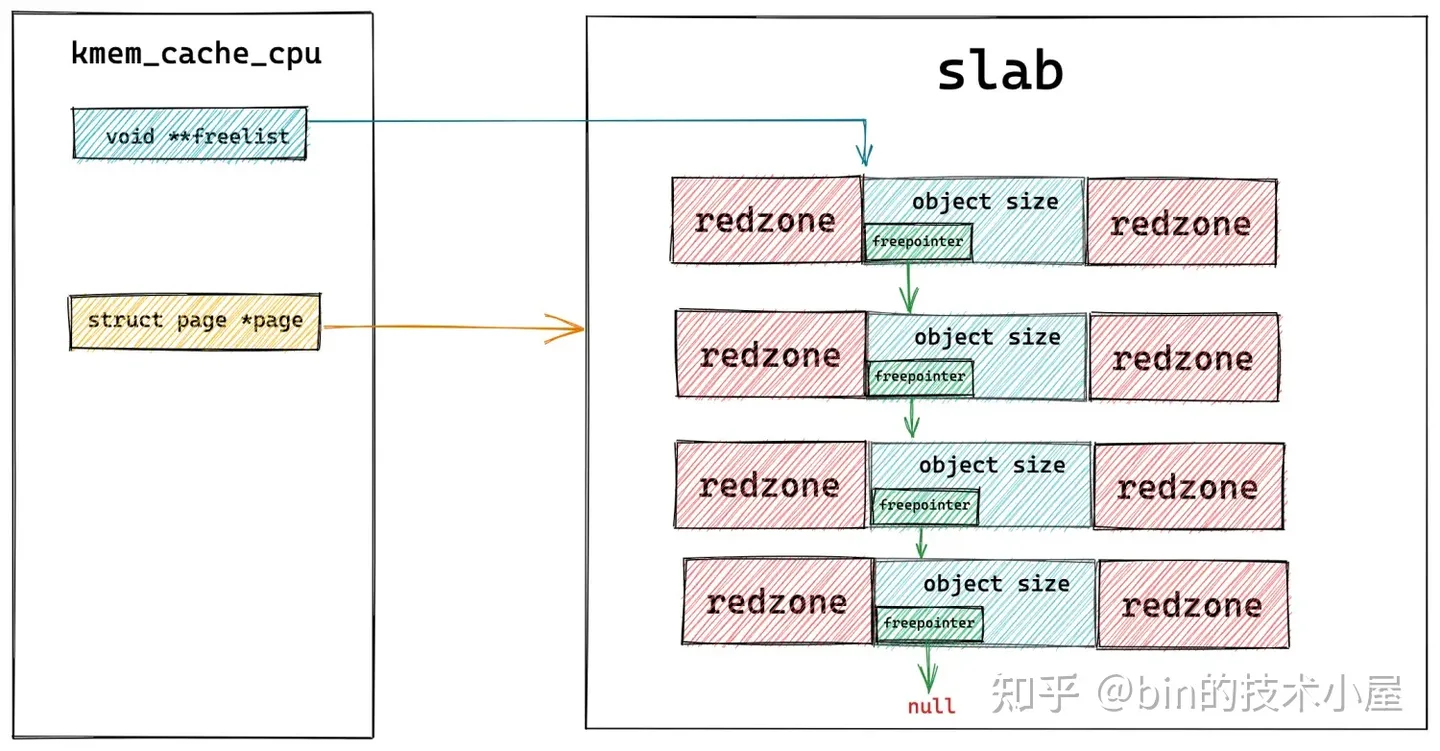 kmem_cache_cpu
void **freelist
struct page *page
slab
redzone
object size
freepointer
redzone
redzone
object size
freepointer
redzone
redzone
object size
freepointer
redzone
redzone
object size
freepointer
redzone
null
知乎 @bin的技术小屋